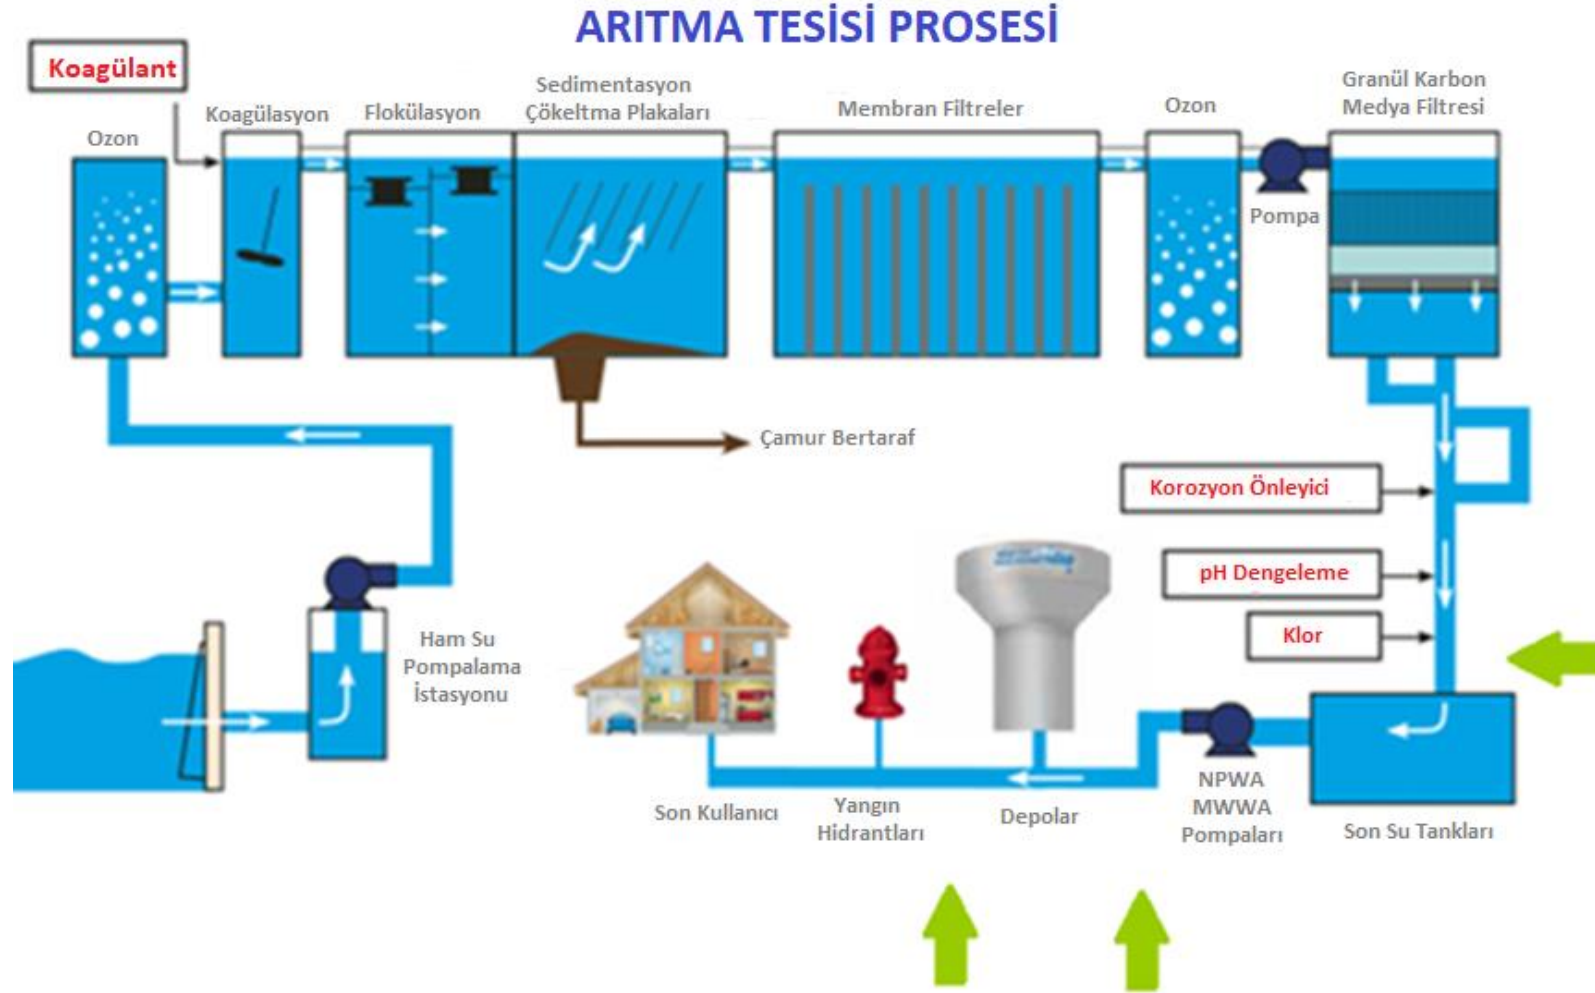 ARITMA TESİSİ PROSESİ
Koagülant
Ozon
Koagülasyon
Flokülasyon
Sedimentasyon
Çökeltma Plakaları
Membran Filtreler
Ozon
Pompa
Granül Karbon
Medya Filtresi
Çamur Bertaraf
Korozyon Önleyici
pH Dengeleme
Klor
Ham Su
Pompalama
İstasyonu
Son Kullanıcı
Yangın
Hidrantları
Depolar
NPWA
MWWA
Pompaları
Son Su Tankları